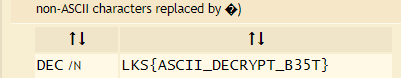 non-ASCII characters replaced by �)
↑↓ ↑↓
DEC /N LKS{ASCII_DECRYPT_B35T}